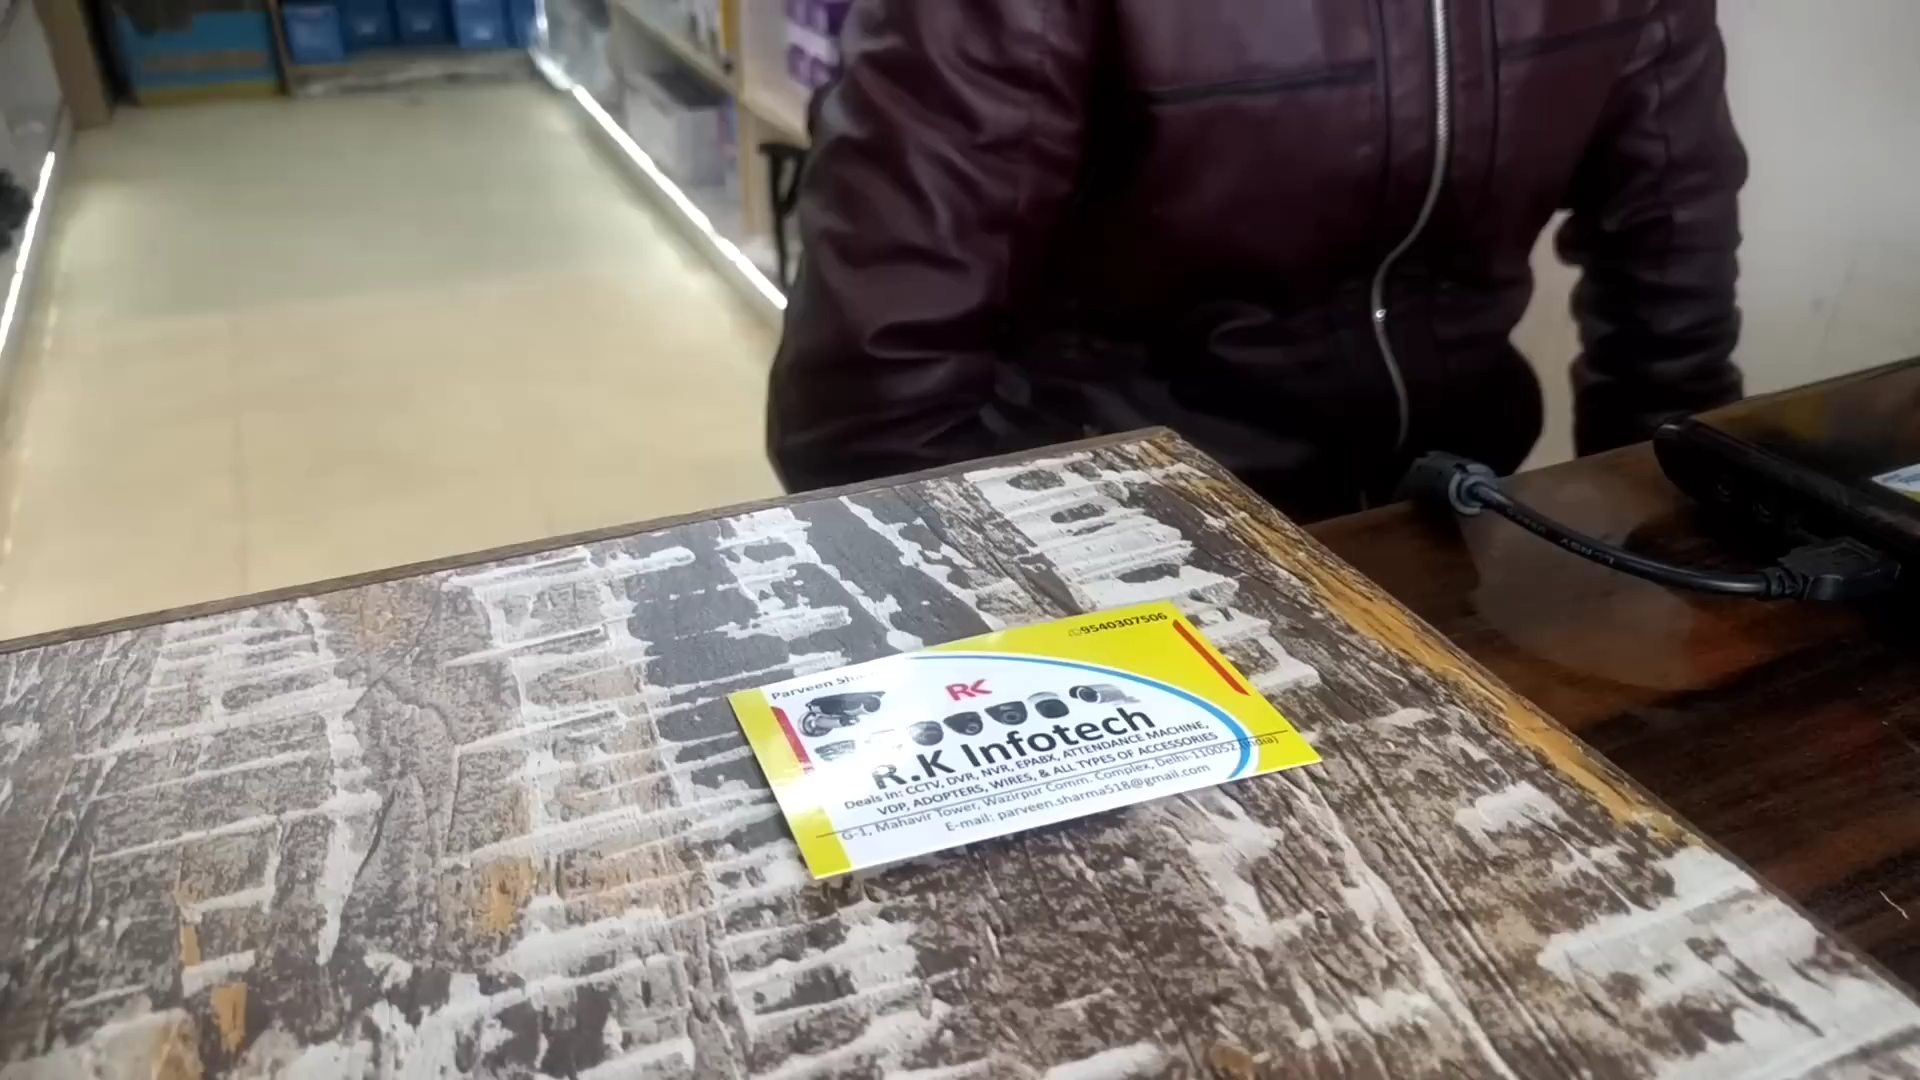 9540307506
Parveen
RK
R.K Infotech
Deals In: CCTV, DVR, NVR, EPABX, ATTENDANCE MACHINE,
VDP, ADOPTERS, WIRES, & ALL TYPES OF ACCESSORIES
G-1, Mahavir Tower, Wazirpur Comm. Complex, Delhi-110052 (India)
E-mail: parveen.sharma518@gmail.com